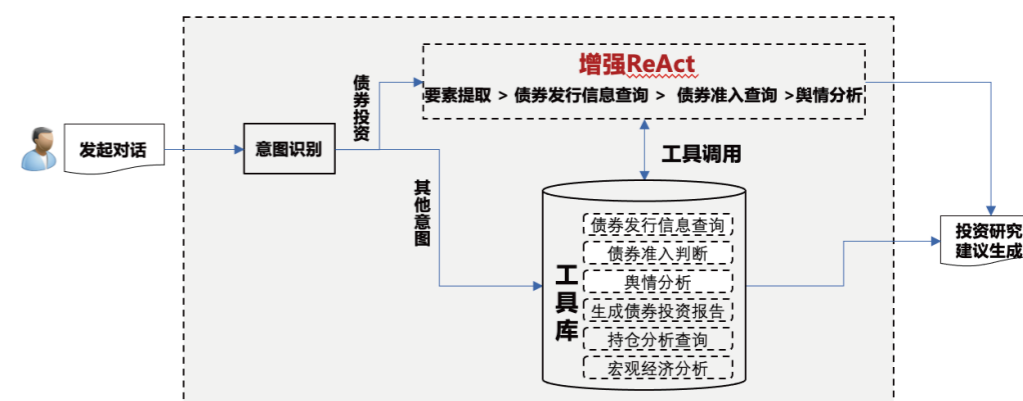 发起对话
意图识别
债券投资
其他意图
增强ReAct
要素提取 > 债券发行信息查询 > 债券准入查询 >舆情分析
工具调用
工具库
债券发行信息查询
债券准入判断
舆情分析
生成债券投资报告
持仓分析查询
宏观经济分析
投资研究
建议生成